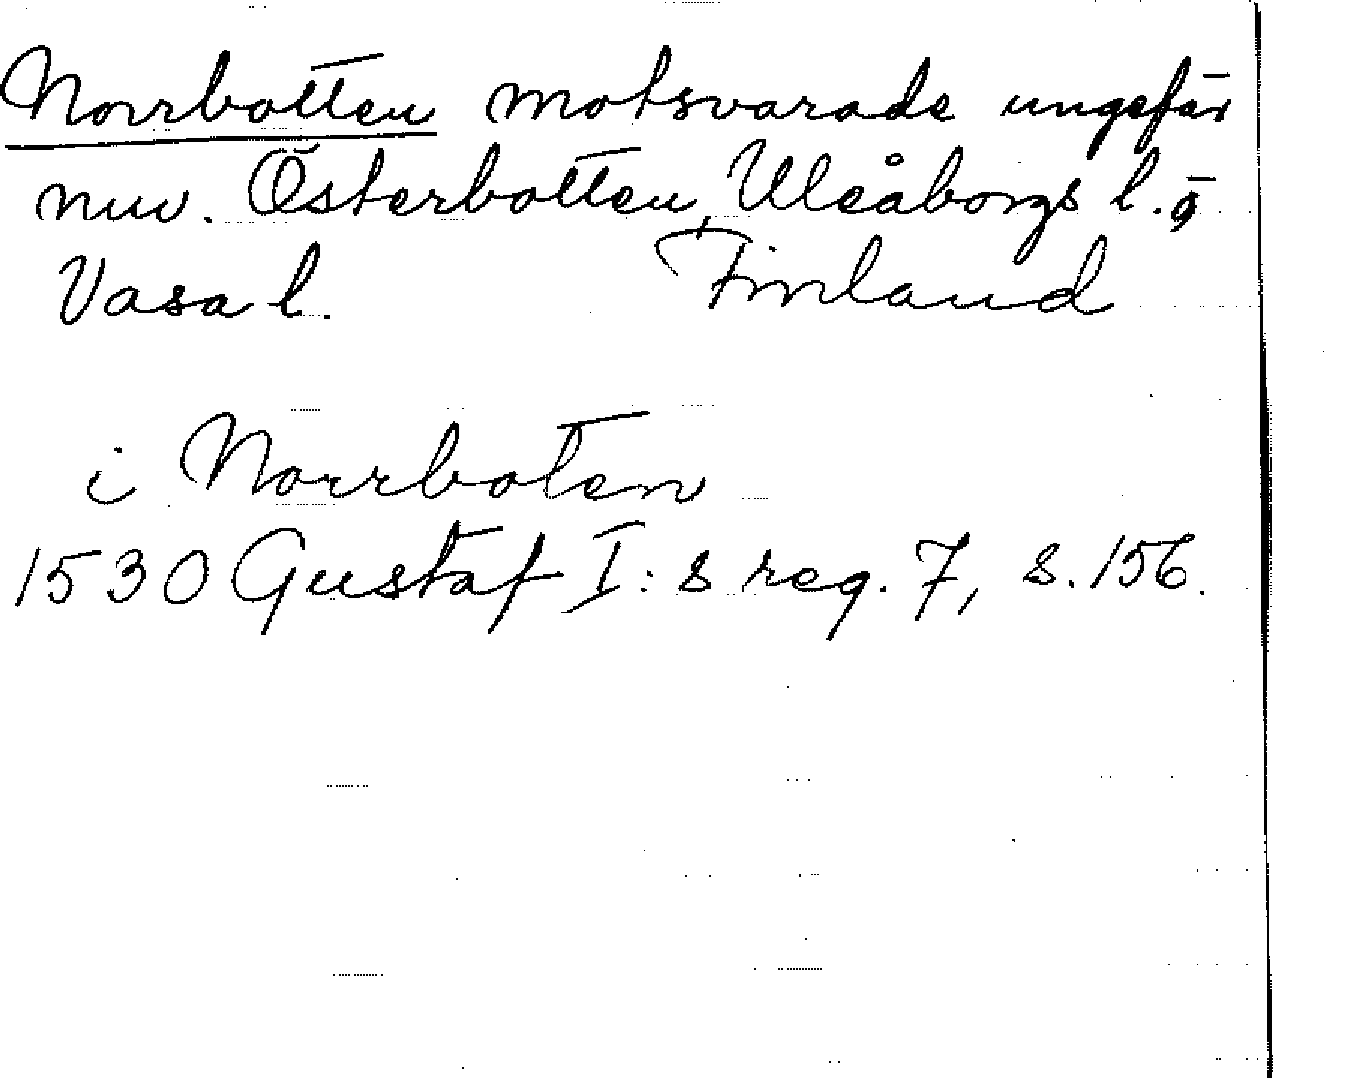 Norrbotten motsvarade ungefär
nuv. Österbotten, Uleåborgs l. o
Vasa l. Finland
i Norrboten
1530 Gustaf I:s reg. 7, s. 156.